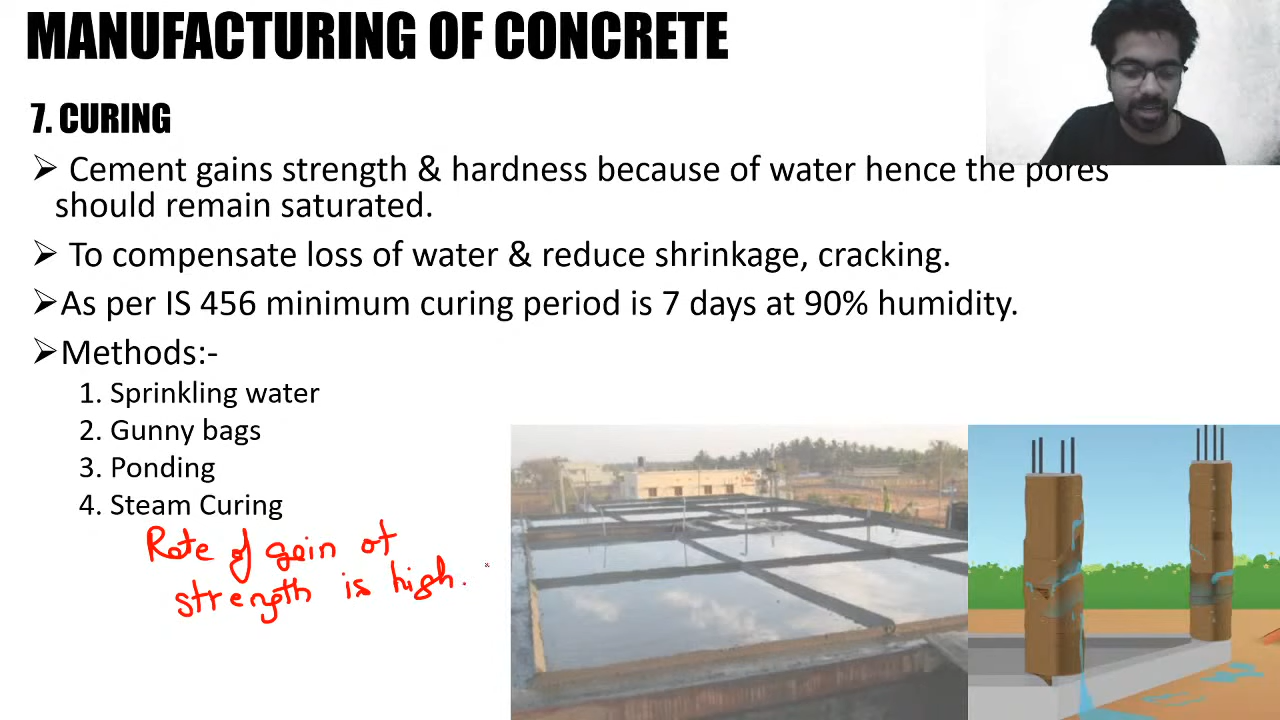 MANUFACTURING OF CONCRETE
7. CURING
➢ Cement gains strength & hardness because of water hence the pores
should remain saturated.
➢ To compensate loss of water & reduce shrinkage, cracking.
➢As per IS 456 minimum curing period is 7 days at 90% humidity.
➢Methods:-
1. Sprinkling water
2. Gunny bags
3. Ponding
4. Steam Curing
Rate of gain of
strength is high.